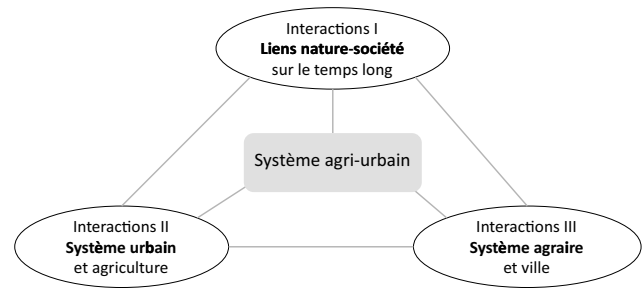 Interactions I
Liens nature-société
sur le temps long
Système agri-urbain
Interactions II
Système urbain
et agriculture
Interactions III
Système agraire
et ville